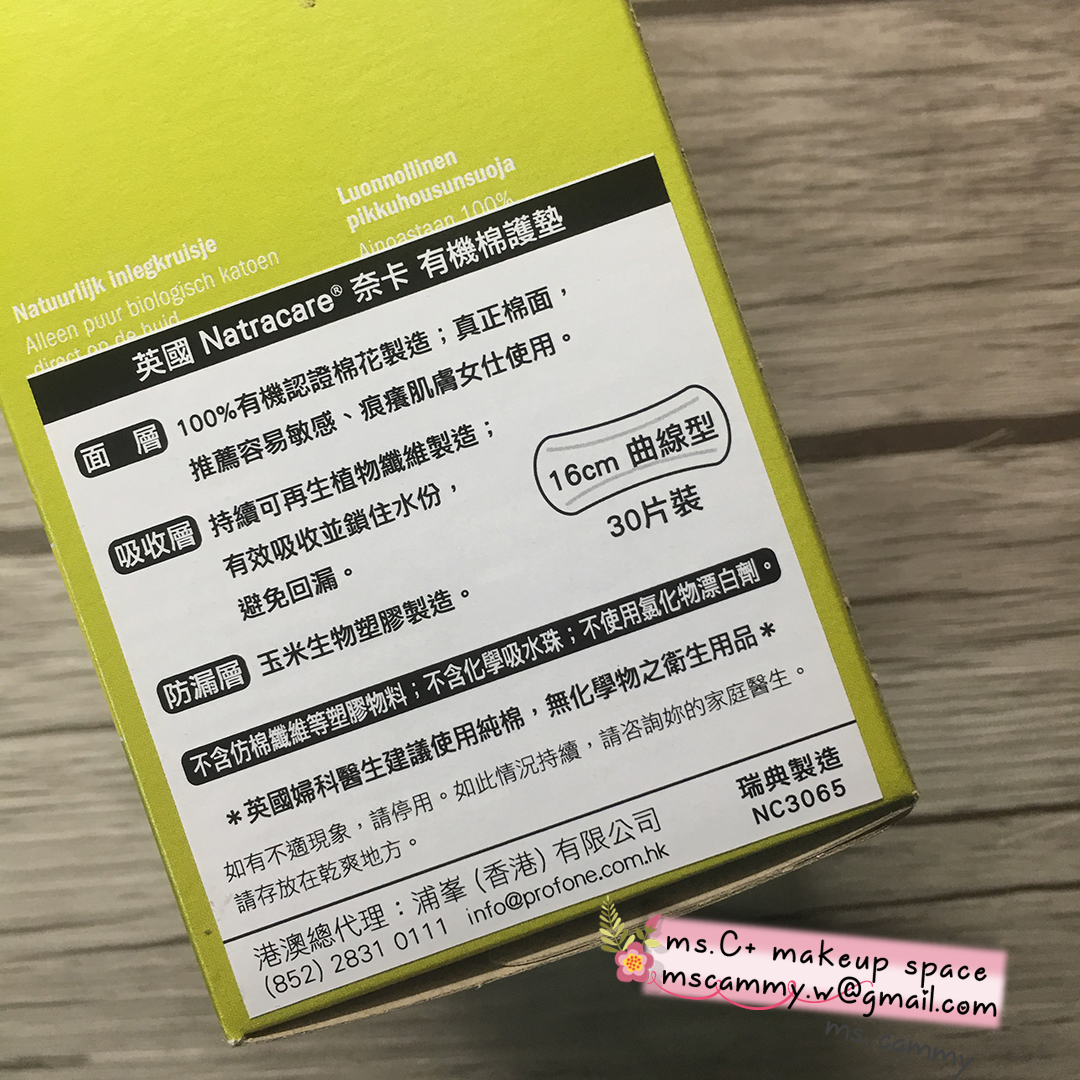 Luonnollinen
pikkuhousunsuoja
Ainoastaan 100%
Natuurlijk inlegkruisje
Alleen puur biologisch katoen
direct op de huid
英國 Natracare® 奈卡 有機棉護墊
面 層 100%有機認證棉花製造；真正棉面，
推薦容易敏感、痕癢肌膚女仕使用。
吸收層 持續可再生植物纖維製造；
有效吸收並鎖住水份，
避免回漏。
16cm 曲線型
30片裝
防漏層 玉米生物塑膠製造。
不含仿棉纖維等塑膠物料；不含化學吸水珠；不使用氯化物漂白劑。
*英國婦科醫生建議使用純棉，無化學物之衛生用品*
如有不適現象，請停用。如此情況持續，請咨詢妳的家庭醫生。
請存放在乾爽地方。
瑞典製造
NC3065
港澳總代理：浦峯 (香港) 有限公司
(852) 2831 0111 info@profone.com.hk
ms.C+ makeup space
mscammy.w@gmail.com
ms.cammy